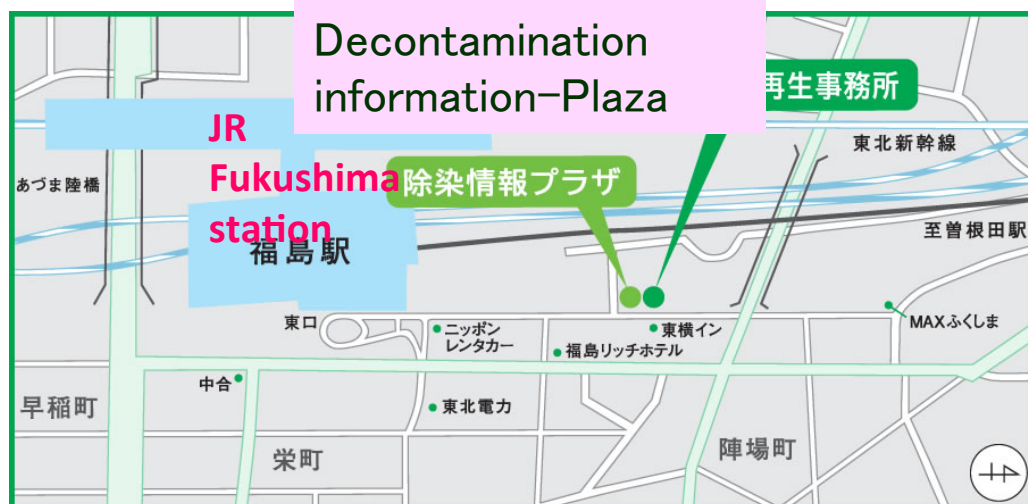 Decontamination
information-Plaza
再生事務所
JR
Fukushima
station
東北新幹線
あづま陸橋
除染情報プラザ
至曽根田駅
福島駅
東口
ニッポン
レンタカー
東横イン
MAXふくしま
福島リッチホテル
中合
早稲町
東北電力
栄町
陣場町